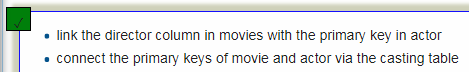 link the director column in movies with the primary key in actor
connect the primary keys of movie and actor via the casting table